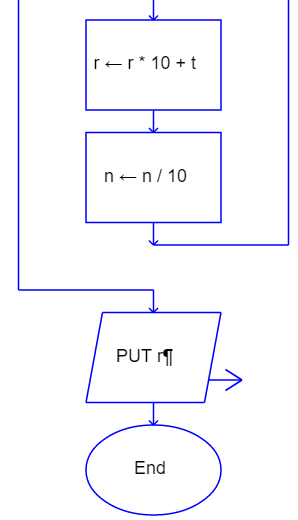 r ← r * 10 + t
n ← n / 10
PUT r¶
End